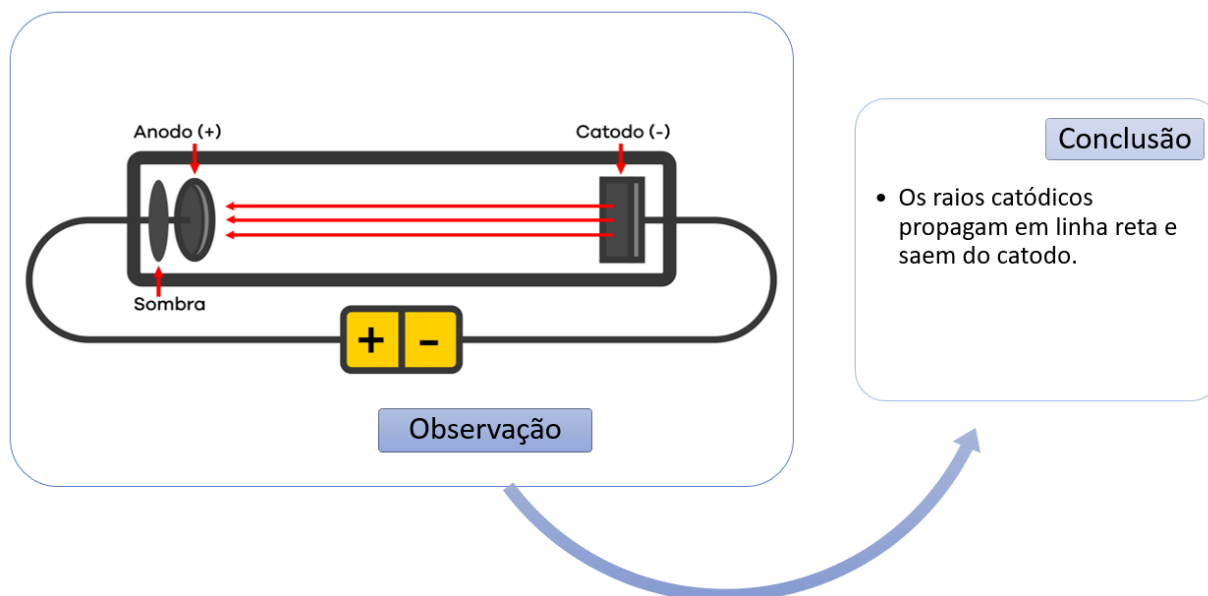 Anodo (+)
Catodo (-)
Sombra
+ -
Observação
Conclusão
• Os raios catódicos
propagam em linha reta e
saem do catodo.